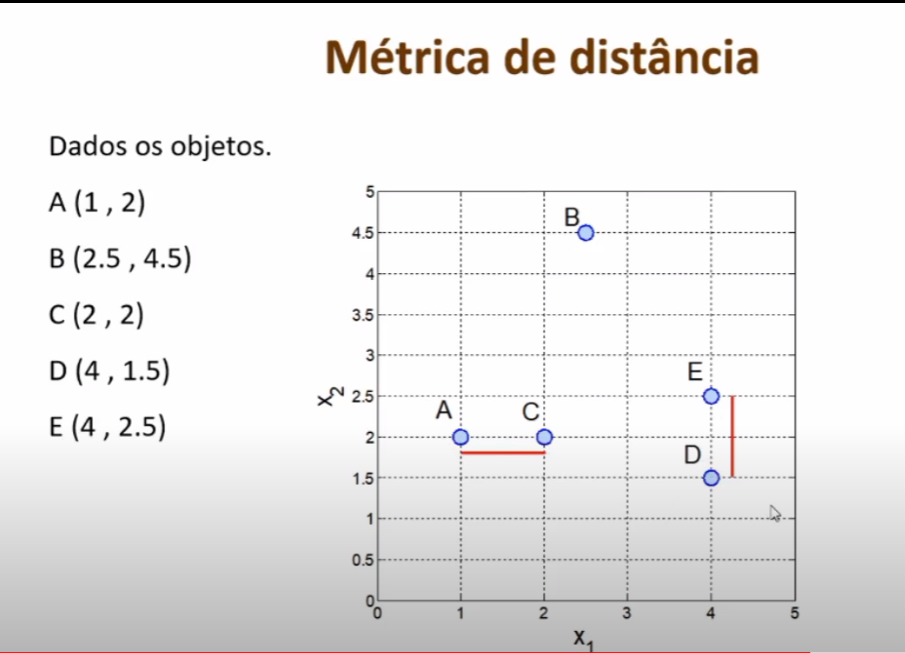 Métrica de distância
Dados os objetos.
A (1 , 2)
B (2.5 , 4.5)
C (2 , 2)
D (4 , 1.5)
E (4 , 2.5)
5
4.5
4
3.5
3
2.5
2
1.5
1
0.5
0
x2
B
E
A
C
D
0 1 2 3 4 5
x1